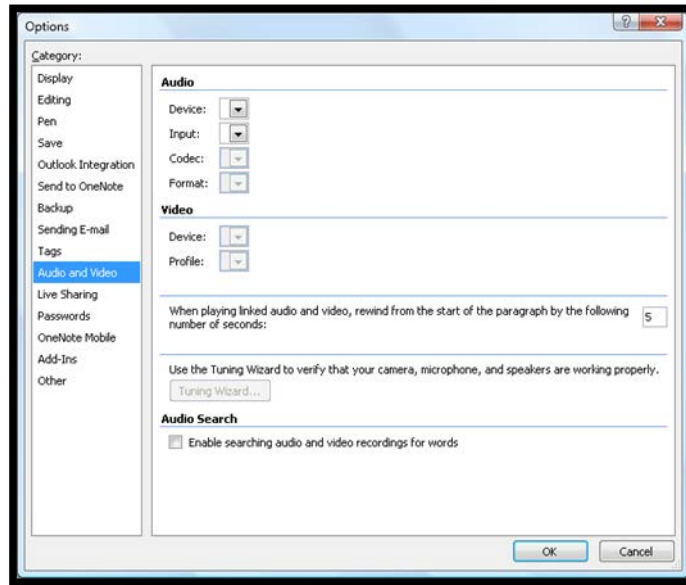 Options
Category:
Display
Editing
Pen
Save
Outlook Integration
Send to OneNote
Backup
Sending E-mail
Tags
Audio and Video
Live Sharing
Passwords
OneNote Mobile
Add-Ins
Other
Audio
Device:
Input:
Codec:
Format:
Video
Device:
Profile:
When playing linked audio and video, rewind from the start of the paragraph by the following
number of seconds:
5
Use the Tuning Wizard to verify that your camera, microphone, and speakers are working properly.
Tuning Wizard...
Audio Search
Enable searching audio and video recordings for words
OK
Cancel